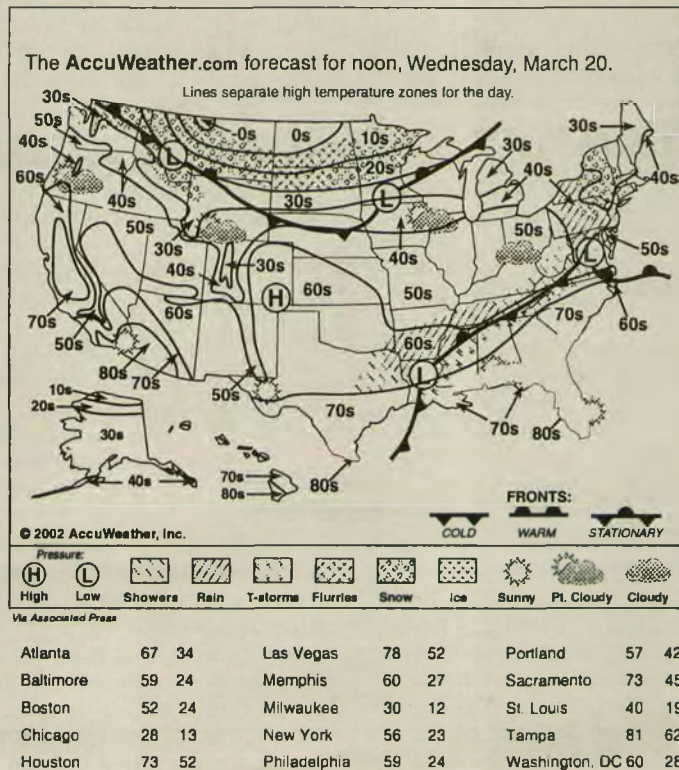 The AccuWeather.com forecast for noon, Wednesday, March 20.
Lines separate high temperature zones for the day.
30s
50s
40s
60s
-0s
0s
10s
20s
30s
40s
30s
40s
30s
40s
L
L
30s
50s
50s
L
50s
30s
40s
30s
40s
H
60s
50s
60s
60s
70s
50s
80s
70s
60s
70s
50s
L
70s
70s
80s
80s
10s
20s
30s
40s
70s
80s
FRONTS:
COLD WARM STATIONARY
© 2002 AccuWeather, Inc.
Pressure:
H L
High Low Showers Rain T-storms Flurries Snow Ice Sunny Pt. Cloudy Cloudy
Via Associated Press
Atlanta 67 34 Las Vegas 78 52 Portland 57 42
Baltimore 59 24 Memphis 60 27 Sacramento 73 45
Boston 52 24 Milwaukee 30 12 St. Louis 40 19
Chicago 28 13 New York 56 23 Tampa 81 62
Houston 73 52 Philadelphia 59 24 Washington, DC 60 28